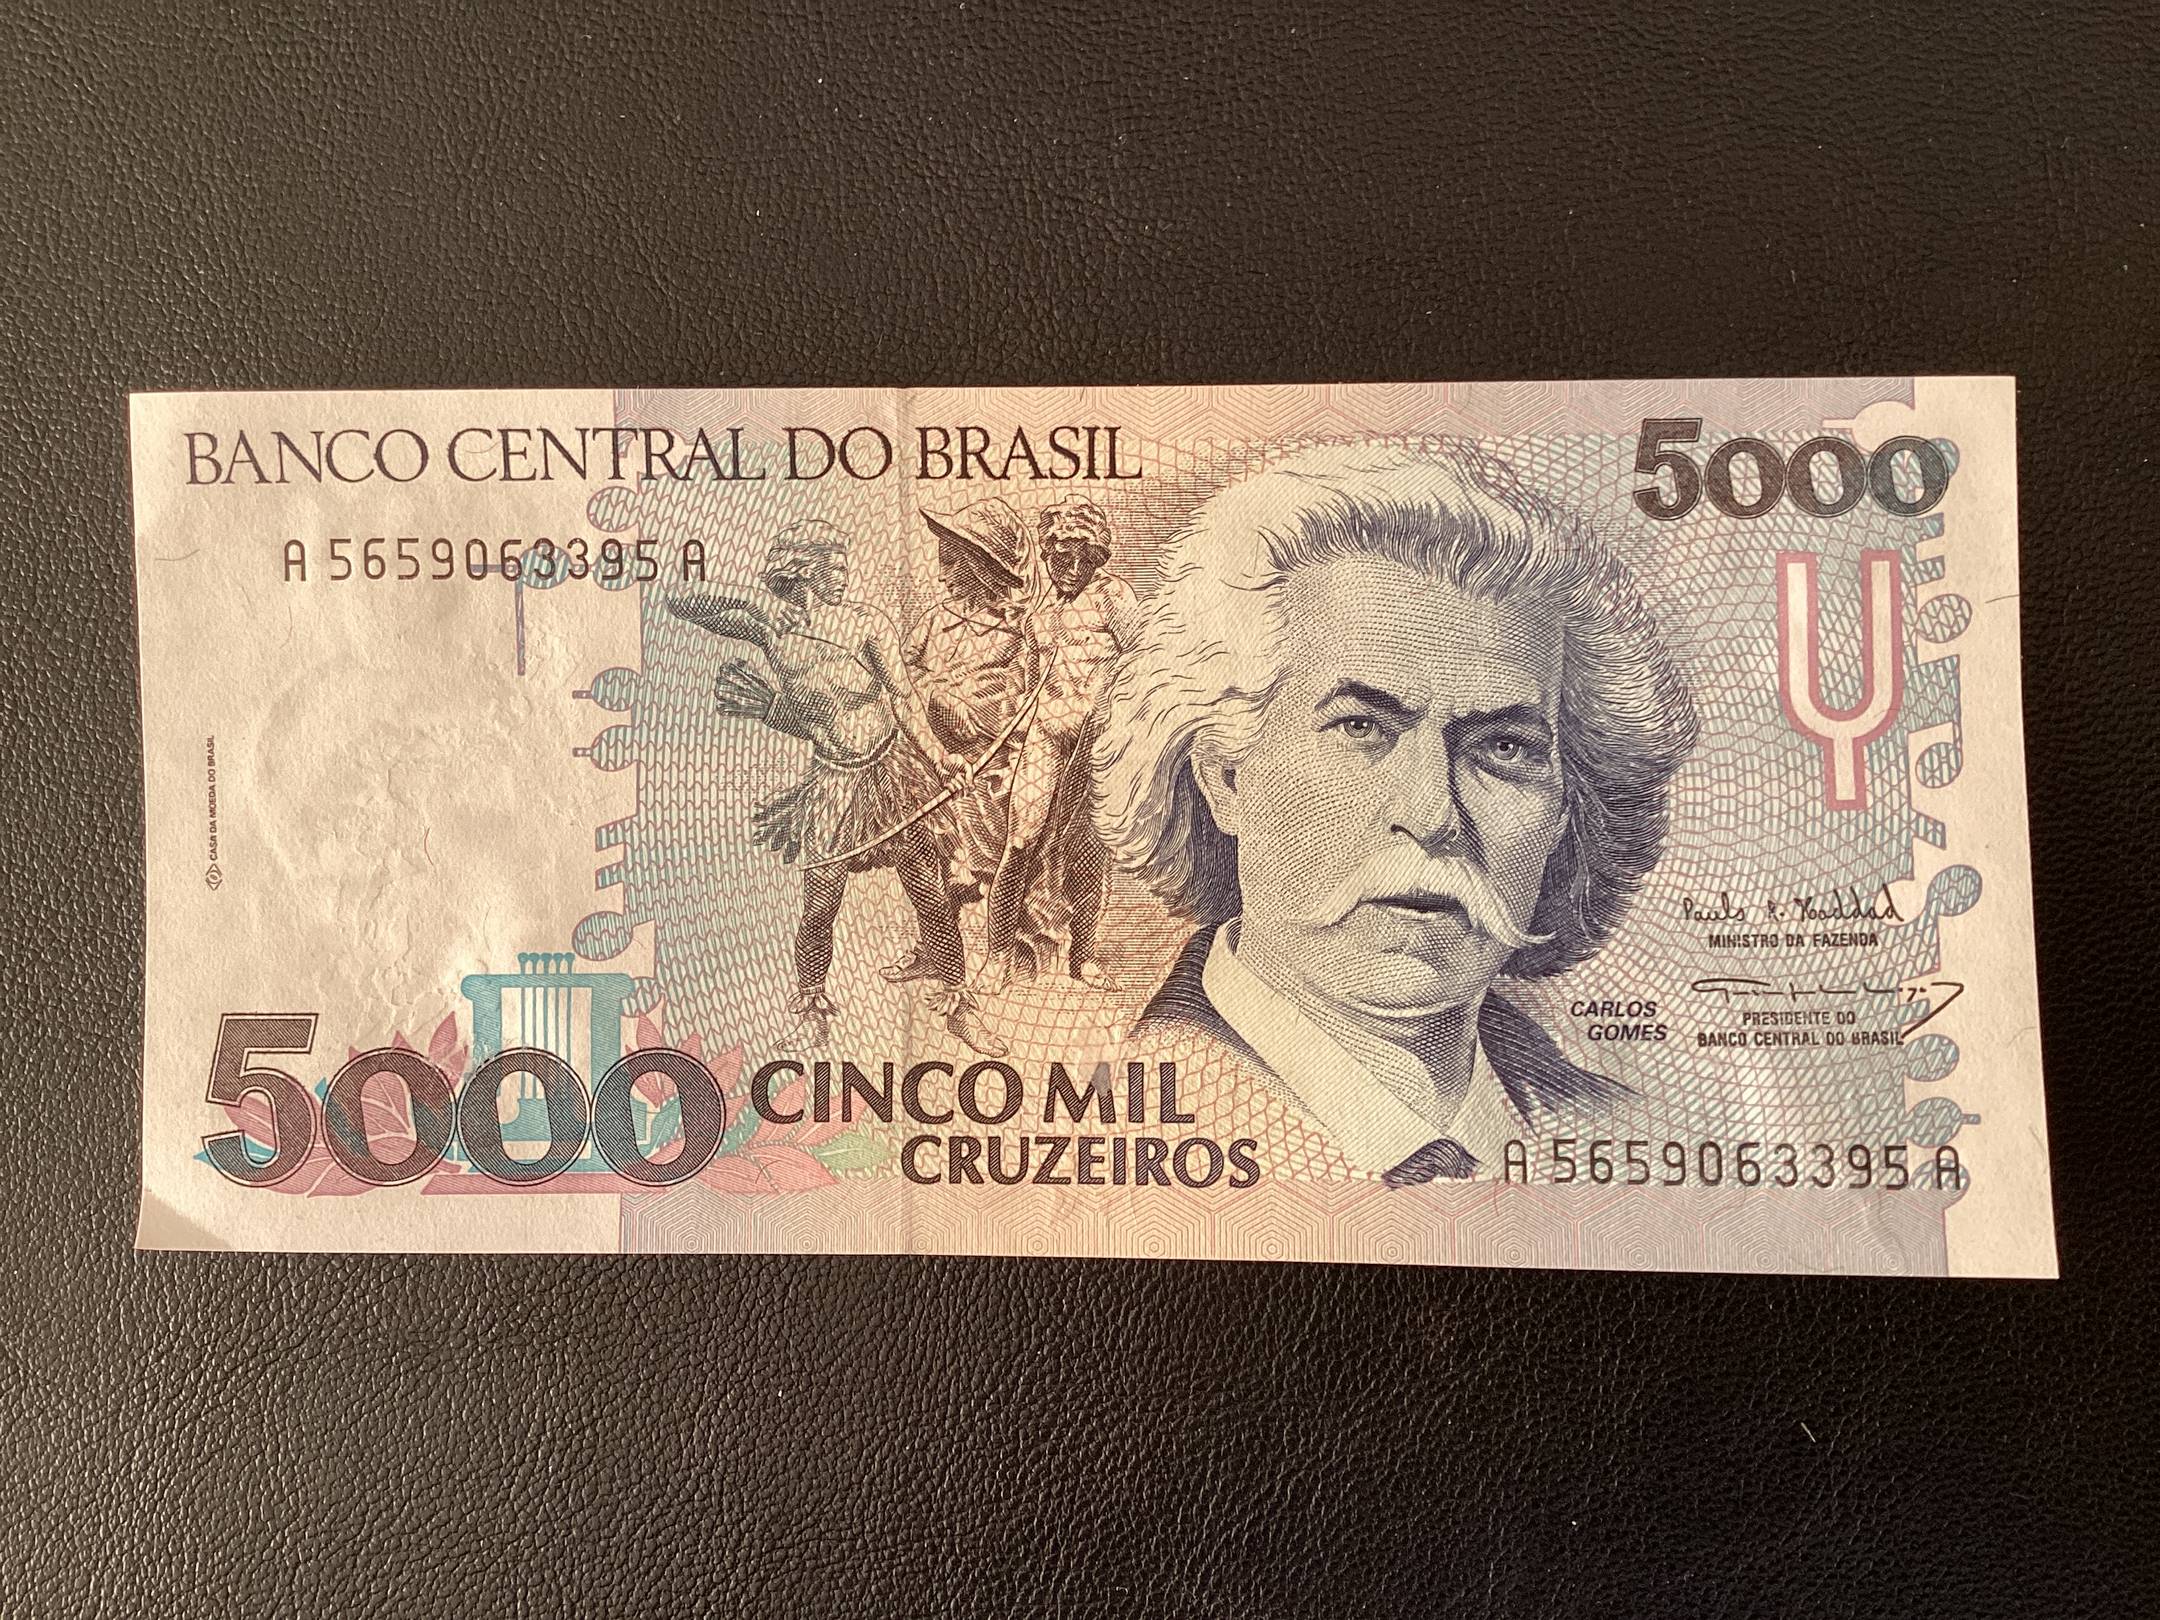 BANCO CENTRAL DO BRASIL
5000
A 5659063395 A
CASA DA MOEDA DO BRASIL
MINISTRO DA FAZENDA
CARLOS
GOMES
PRESIDENTE DO
BANCO CENTRAL DO BRASIL
5000
CINCO MIL
CRUZEIROS
A 5659063395 A